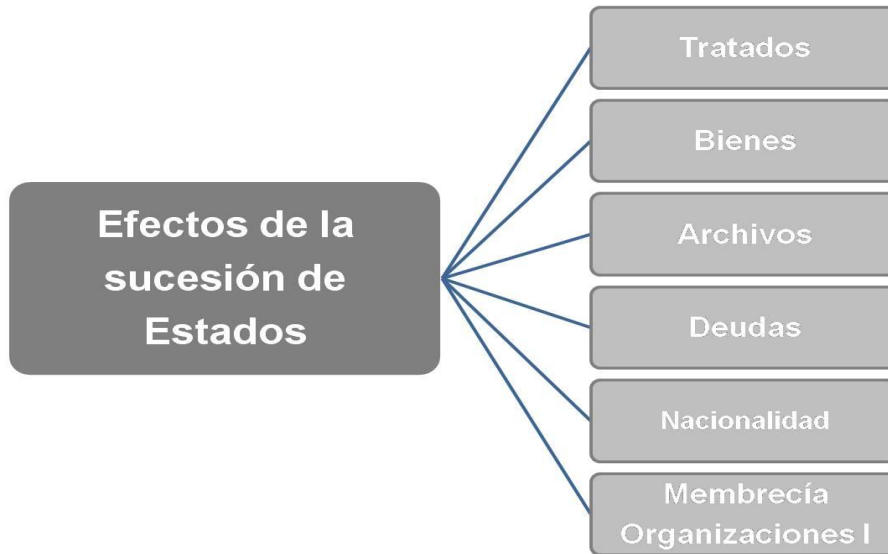 Efectos de la
sucesión de
Estados
Tratados
Bienes
Archivos
Deudas
Nacionalidad
Membrecía
Organizaciones I